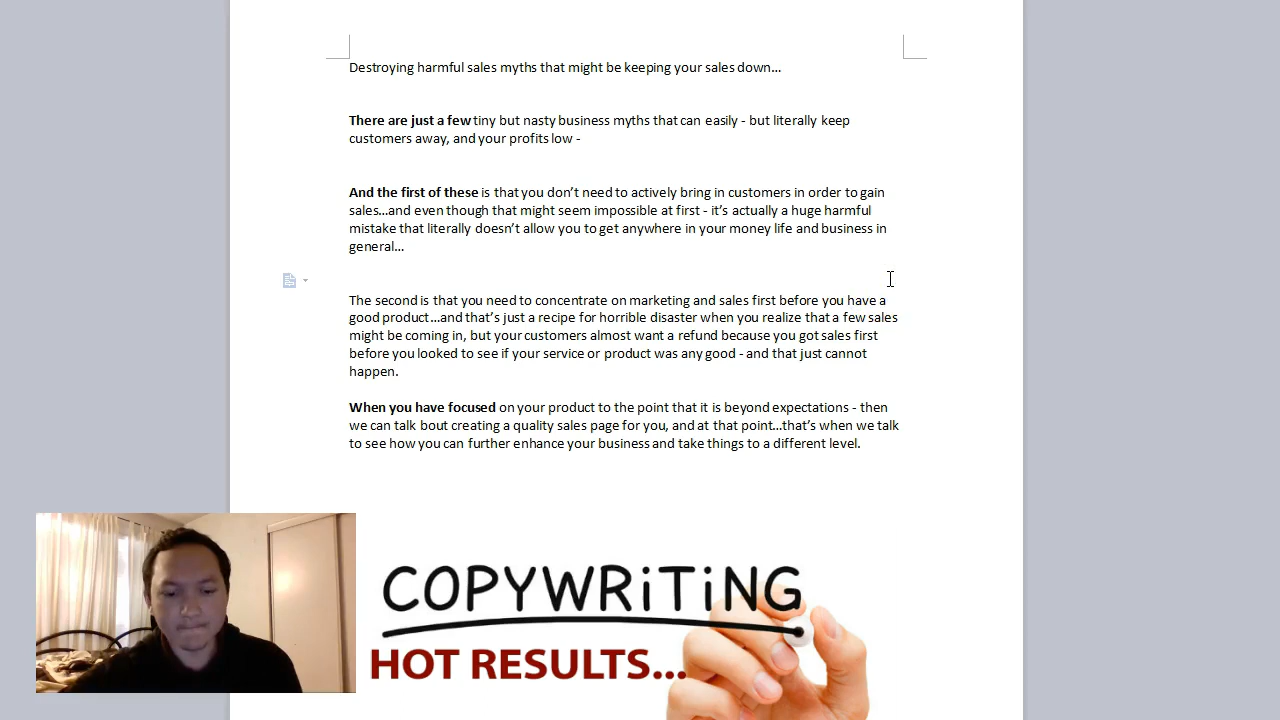 Destroying harmful sales myths that might be keeping your sales down...
There are just a few tiny but nasty business myths that can easily - but literally keep
customers away, and your profits low -
And the first of these is that you don’t need to actively bring in customers in order to gain
sales...and even though that might seem impossible at first - it’s actually a huge harmful
mistake that literally doesn’t allow you to get anywhere in your money life and business in
general...
The second is that you need to concentrate on marketing and sales first before you have a
good product...and that’s just a recipe for horrible disaster when you realize that a few sales
might be coming in, but your customers almost want a refund because you got sales first
before you looked to see if your service or product was any good - and that just cannot
happen.
When you have focused on your product to the point that it is beyond expectations - then
we can talk bout creating a quality sales page for you, and at that point...that’s when we talk
to see how you can further enhance your business and take things to a different level.
COPYWRiTiNG
HOT RESULTS...